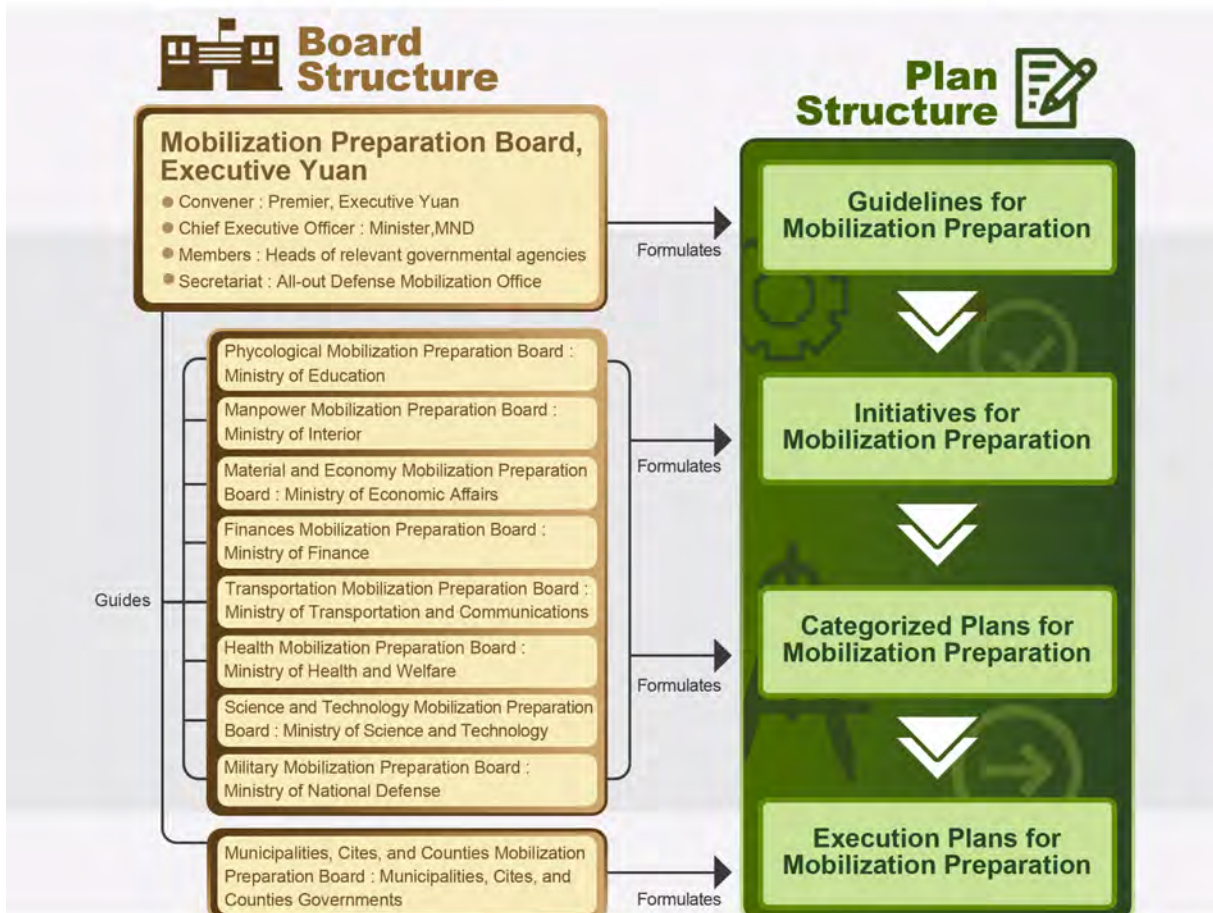 Board
Structure
Mobilization Preparation Board,
Executive Yuan
Convener : Premier, Executive Yuan
Chief Executive Officer : Minister,MND
Members : Heads of relevant governmental agencies
Secretariat : All-out Defense Mobilization Office
Guides
Phycological Mobilization Preparation Board :
Ministry of Education
Manpower Mobilization Preparation Board :
Ministry of Interior
Material and Economy Mobilization Preparation
Board : Ministry of Economic Affairs
Finances Mobilization Preparation Board :
Ministry of Finance
Transportation Mobilization Preparation Board :
Ministry of Transportation and Communications
Health Mobilization Preparation Board :
Ministry of Health and Welfare
Science and Technology Mobilization Preparation
Board : Ministry of Science and Technology
Military Mobilization Preparation Board :
Ministry of National Defense
Municipalities, Cites, and Counties Mobilization
Preparation Board : Municipalities, Cites, and
Counties Governments
Formulates
Formulates
Formulates
Formulates
Plan
Structure
Guidelines for
Mobilization Preparation
Initiatives for
Mobilization Preparation
Categorized Plans for
Mobilization Preparation
Execution Plans for
Mobilization Preparation